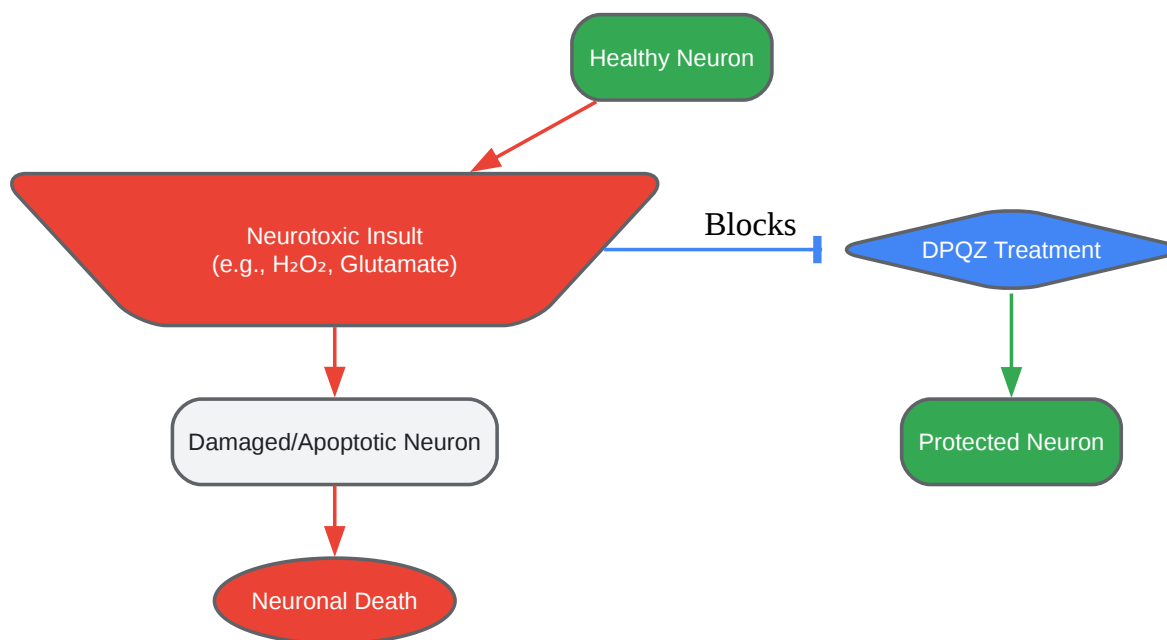 Healthy Neuron
Neurotoxic Insult
(e.g., H₂O₂, Glutamate)
Blocks
DPQZ Treatment
Damaged/Apoptotic Neuron
Protected Neuron
Neuronal Death